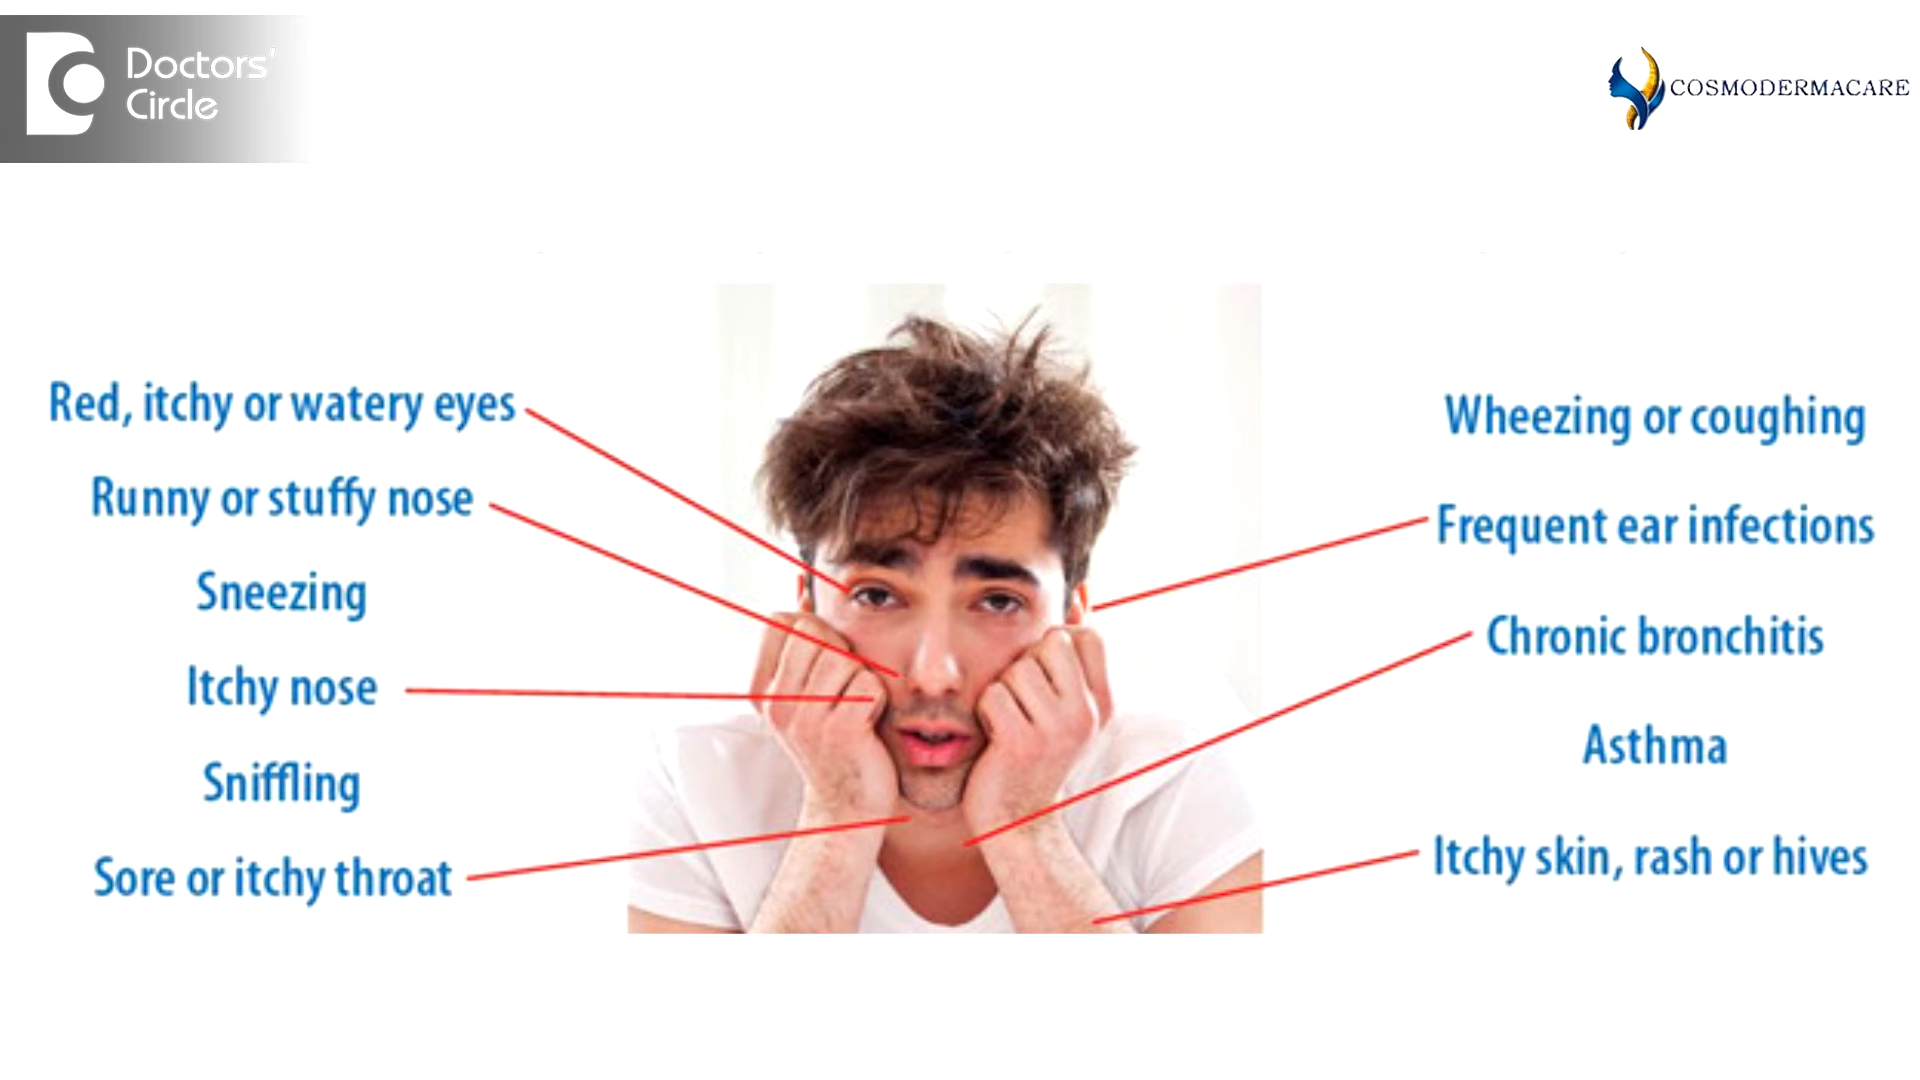 Doctors'
Circle
COSMODERMACARE
Red, itchy or watery eyes
Runny or stuffy nose
Sneezing
Itchy nose
Sniffling
Sore or itchy throat
Wheezing or coughing
Frequent ear infections
Chronic bronchitis
Asthma
Itchy skin, rash or hives